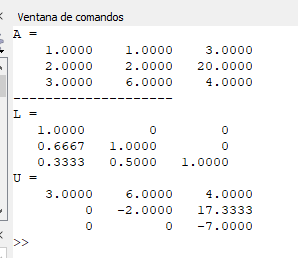 Ventana de comandos
A =
1.0000 1.0000 3.0000
2.0000 2.0000 20.0000
3.0000 6.0000 4.0000
-------------------
L =
1.0000 0 0
0.6667 1.0000 0
0.3333 0.5000 1.0000
U =
3.0000 6.0000 4.0000
0 -2.0000 17.3333
0 0 -7.0000
>>